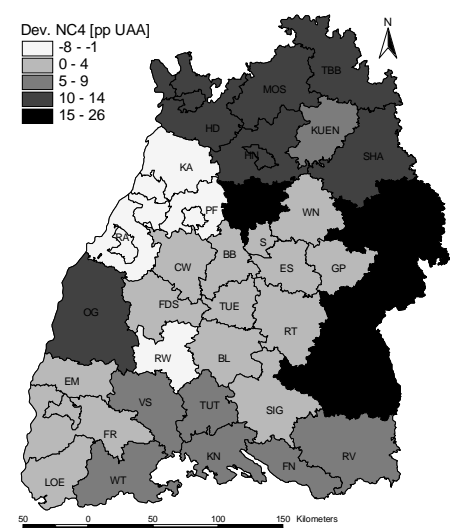 Dev. NC4 [pp UAA]
-8 - -1
0 - 4
5 - 9
10 - 14
15 - 26
N
TBB
MOS
KUEN
HD
HN
SHA
KA
PF
WN
RA
S
CW
BB
ES
GP
OG
FDS
TUE
RT
RW
BL
EM
VS
TUT
SIG
FR
KN
RV
LOE
WT
FN
50 0 50 100 150 Kilometers